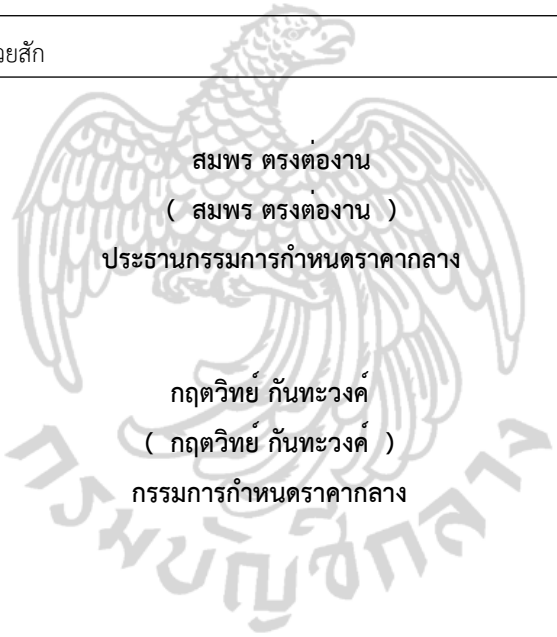 วยสัก
สมพร ตรงต่องาน
( สมพร ตรงต่องาน )
ประธานกรรมการกำหนดราคากลาง
กฤตวิทย์ กันทะวงค์
( กฤตวิทย์ กันทะวงค์ )
กรรมการกำหนดราคากลาง
กรมบัญชีกลาง